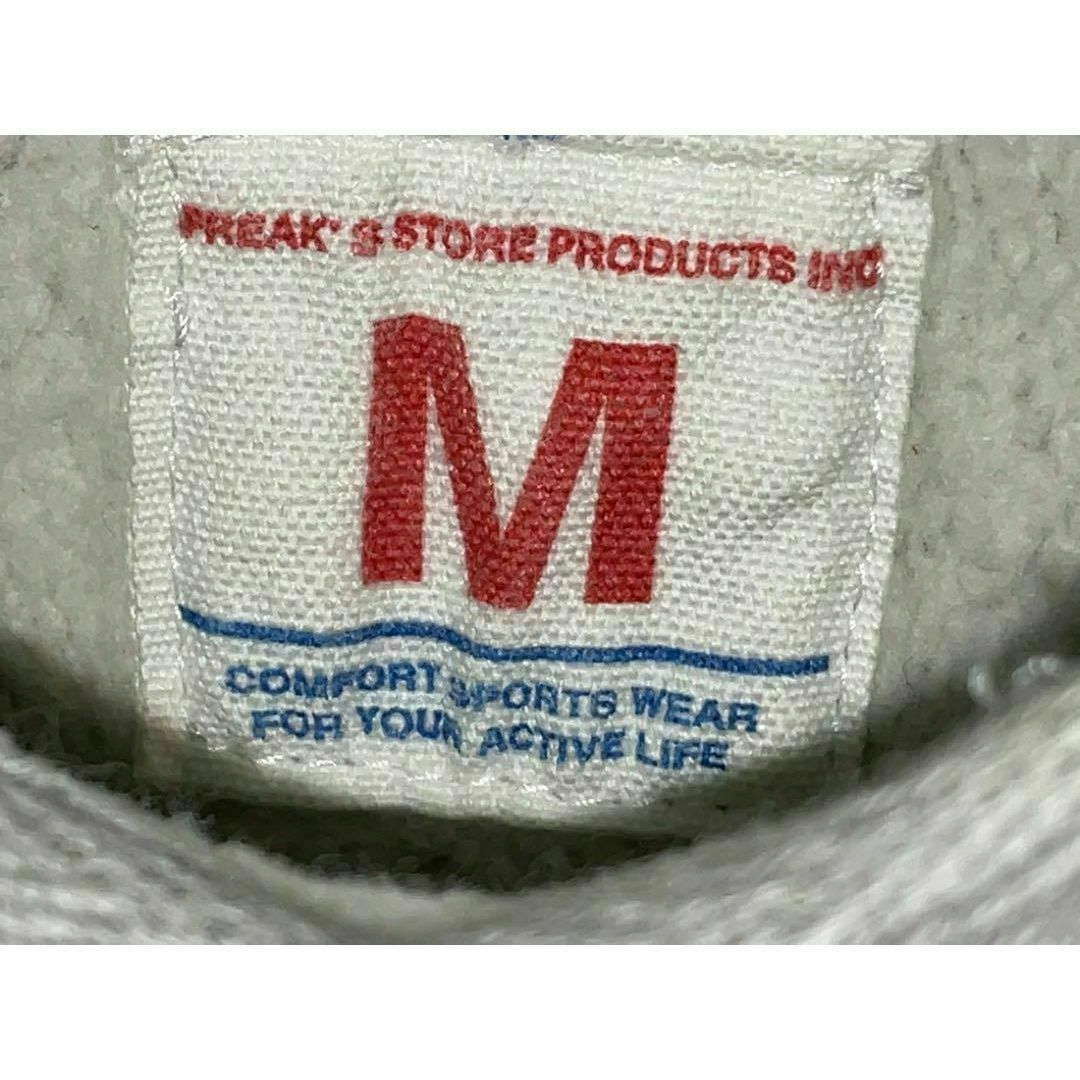 FREAK'S STORE PRODUCTS INC
M
COMFORT SPORTS WEAR
FOR YOUR ACTIVE LIFE